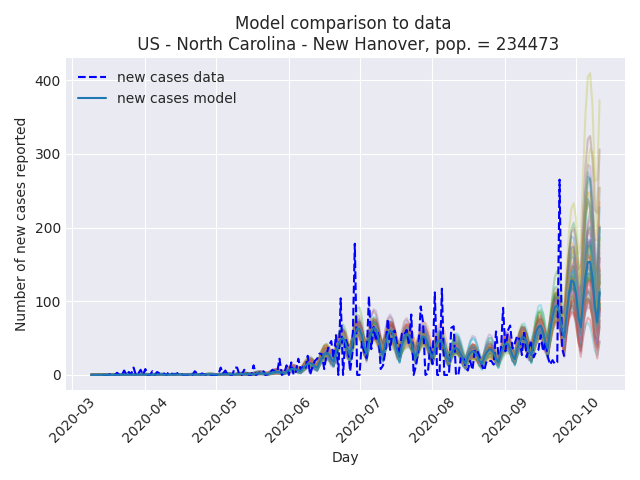 Model comparison to data
US - North Carolina - New Hanover, pop. = 234473
new cases data
new cases model
Number of new cases reported
400
300
200
100
0
2020-03
2020-04
2020-05
2020-06
2020-07
2020-08
2020-09
2020-10
Day